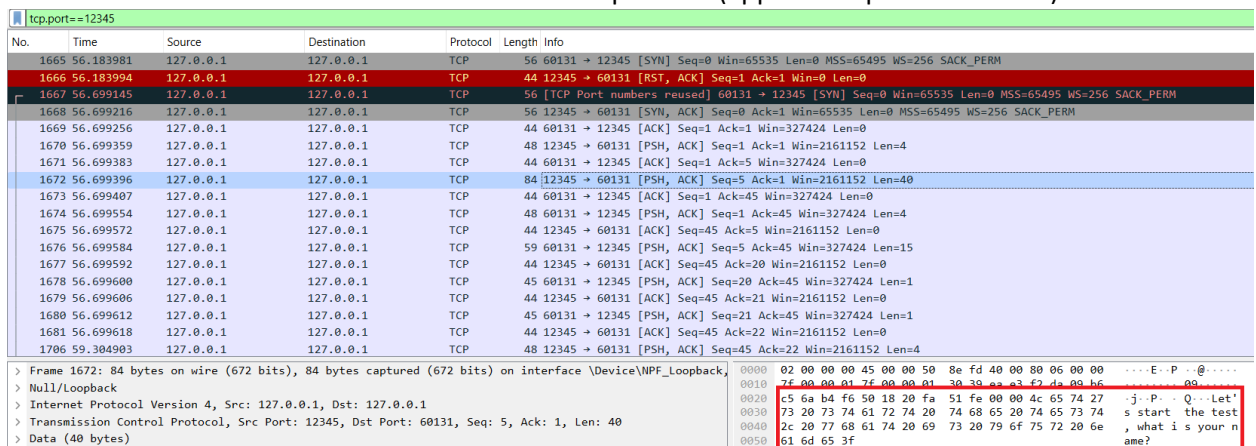 tcp.port==12345
No. Time Source Destination Protocol Length Info
1665 56.183981 127.0.0.1 127.0.0.1 TCP 56 60131 → 12345 [SYN] Seq=0 Win=65535 Len=0 MSS=65495 WS=256 SACK_PERM
1666 56.183994 127.0.0.1 127.0.0.1 TCP 44 12345 → 60131 [RST, ACK] Seq=1 Ack=1 Win=0 Len=0
1667 56.699145 127.0.0.1 127.0.0.1 TCP 56 [TCP Port numbers reused] 60131 → 12345 [SYN] Seq=0 Win=65535 Len=0 MSS=65495 WS=256 SACK_PERM
1668 56.699216 127.0.0.1 127.0.0.1 TCP 56 12345 → 60131 [SYN, ACK] Seq=0 Ack=1 Win=65535 Len=0 MSS=65495 WS=256 SACK_PERM
1669 56.699256 127.0.0.1 127.0.0.1 TCP 44 60131 → 12345 [ACK] Seq=1 Ack=1 Win=327424 Len=0
1670 56.699359 127.0.0.1 127.0.0.1 TCP 48 12345 → 60131 [PSH, ACK] Seq=1 Ack=1 Win=2161152 Len=4
1671 56.699383 127.0.0.1 127.0.0.1 TCP 44 60131 → 12345 [ACK] Seq=1 Ack=5 Win=327424 Len=0
1672 56.699396 127.0.0.1 127.0.0.1 TCP 84 12345 → 60131 [PSH, ACK] Seq=5 Ack=1 Win=2161152 Len=40
1673 56.699407 127.0.0.1 127.0.0.1 TCP 44 60131 → 12345 [ACK] Seq=1 Ack=45 Win=327424 Len=0
1674 56.699554 127.0.0.1 127.0.0.1 TCP 48 60131 → 12345 [PSH, ACK] Seq=1 Ack=45 Win=327424 Len=4
1675 56.699572 127.0.0.1 127.0.0.1 TCP 44 12345 → 60131 [ACK] Seq=45 Ack=5 Win=2161152 Len=0
1676 56.699584 127.0.0.1 127.0.0.1 TCP 59 60131 → 12345 [PSH, ACK] Seq=5 Ack=45 Win=327424 Len=15
1677 56.699592 127.0.0.1 127.0.0.1 TCP 44 12345 → 60131 [ACK] Seq=45 Ack=20 Win=2161152 Len=0
1678 56.699600 127.0.0.1 127.0.0.1 TCP 45 60131 → 12345 [PSH, ACK] Seq=20 Ack=45 Win=327424 Len=1
1679 56.699606 127.0.0.1 127.0.0.1 TCP 44 12345 → 60131 [ACK] Seq=45 Ack=21 Win=2161152 Len=0
1680 56.699612 127.0.0.1 127.0.0.1 TCP 45 60131 → 12345 [PSH, ACK] Seq=21 Ack=45 Win=327424 Len=1
1681 56.699618 127.0.0.1 127.0.0.1 TCP 44 12345 → 60131 [ACK] Seq=45 Ack=22 Win=2161152 Len=0
1706 59.304903 127.0.0.1 127.0.0.1 TCP 48 12345 → 60131 [PSH, ACK] Seq=45 Ack=22 Win=2161152 Len=4
> Frame 1672: 84 bytes on wire (672 bits), 84 bytes captured (672 bits) on interface \Device\NPF_Loopback,
> Null/Loopback
> Internet Protocol Version 4, Src: 127.0.0.1, Dst: 127.0.0.1
> Transmission Control Protocol, Src Port: 12345, Dst Port: 60131, Seq: 5, Ack: 1, Len: 40
> Data (40 bytes)
0000 02 00 00 00 45 00 00 50 8e fd 40 00 80 06 00 00 ····E··P ··@·····
0010 7f 00 00 01 7f 00 00 01 30 39 ea e3 f2 da 09 b6 ········ 09······
0020 c5 6a b4 f6 50 18 20 fa 51 fe 00 00 4c 65 74 27 ·j··P· · Q···Let'
0030 73 20 73 74 61 72 74 20 74 68 65 20 74 65 73 74 s start the test
0040 2c 20 77 68 61 74 20 69 73 20 79 6f 75 72 20 6e , what i s your n
0050 61 6d 65 3f ame?